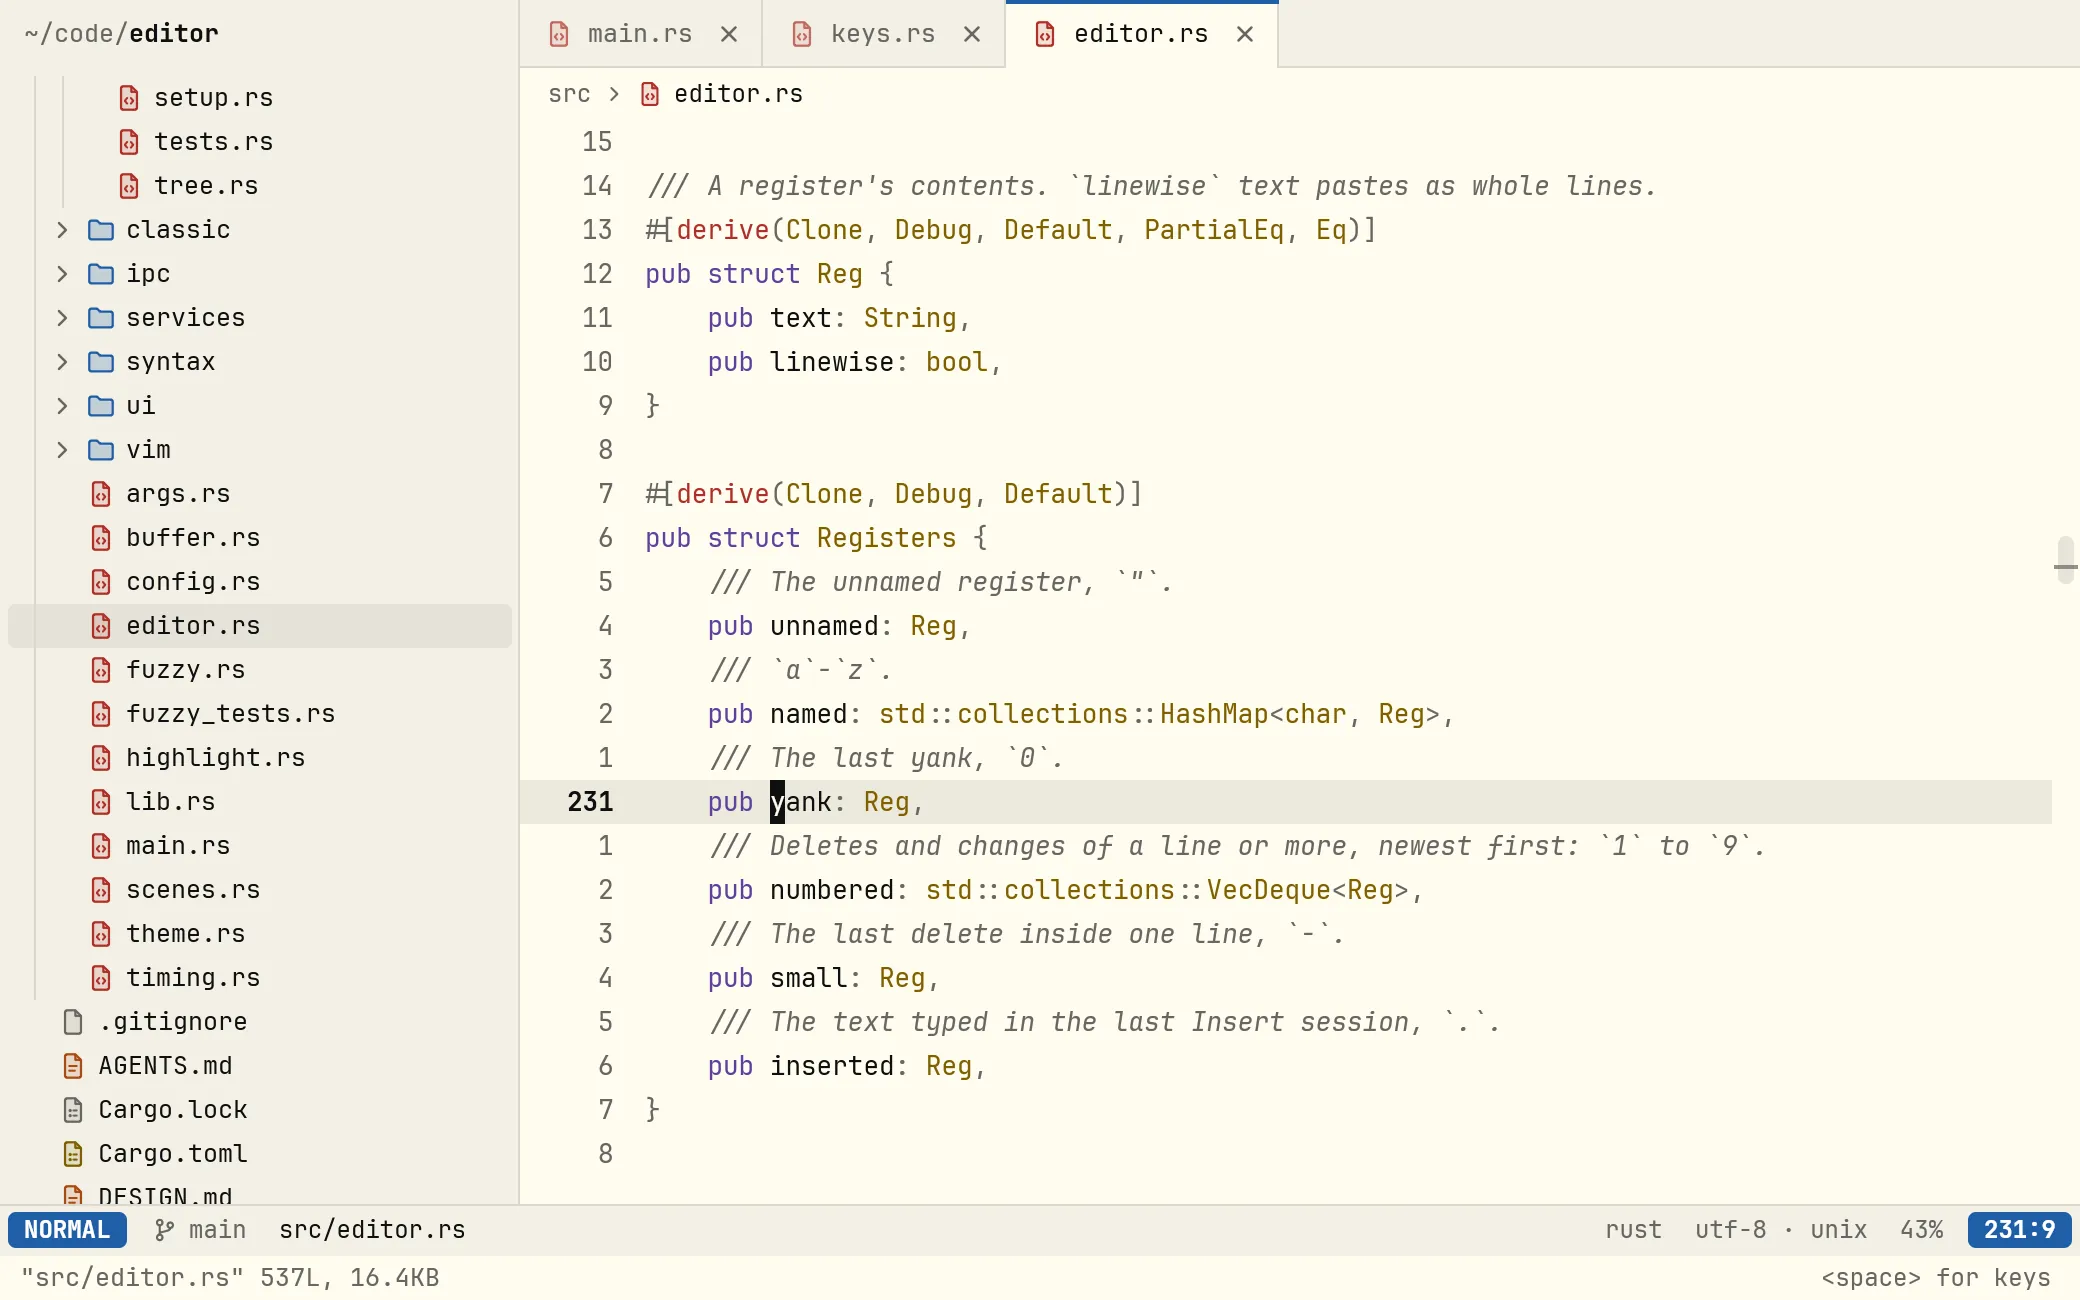 ~/code/editor
setup.rs
tests.rs
tree.rs
classic
ipc
services
syntax
ui
vim
args.rs
buffer.rs
config.rs
editor.rs
fuzzy.rs
fuzzy_tests.rs
highlight.rs
lib.rs
main.rs
scenes.rs
theme.rs
timing.rs
.gitignore
AGENTS.md
Cargo.lock
Cargo.toml
DESIGN.md
main.rs keys.rs editor.rs
src > editor.rs
15
14 /// A register's contents. `linewise` text pastes as whole lines.
13 #[derive(Clone, Debug, Default, PartialEq, Eq)]
12 pub struct Reg {
11     pub text: String,
10     pub linewise: bool,
9 }
8
7 #[derive(Clone, Debug, Default)]
6 pub struct Registers {
5     /// The unnamed register, `"`.
4     pub unnamed: Reg,
3     /// `a`-`z`.
2     pub named: std::collections::HashMap<char, Reg>,
1     /// The last yank, `0`.
231     pub yank: Reg,
1     /// Deletes and changes of a line or more, newest first: `1` to `9`.
2     pub numbered: std::collections::VecDeque<Reg>,
3     /// The last delete inside one line, `-`.
4     pub small: Reg,
5     /// The text typed in the last Insert session, `.`.
6     pub inserted: Reg,
7 }
8
NORMAL main src/editor.rs rust utf-8 · unix 43% 231:9
"src/editor.rs" 537L, 16.4KB <space> for keys